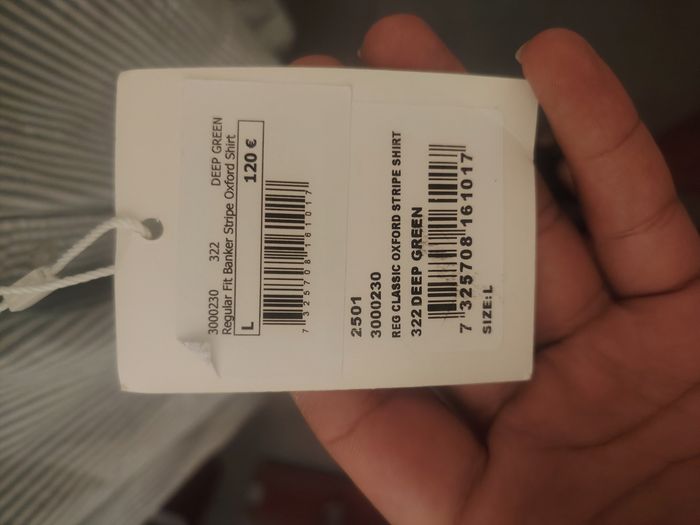 3000230 322 DEEP GREEN
Regular Fit Banker Stripe Oxford Shirt
L 120 €
7 325708 161017
2501
3000230
REG CLASSIC OXFORD STRIPE SHIRT
322 DEEP GREEN
7 325708 161017
SIZE:L